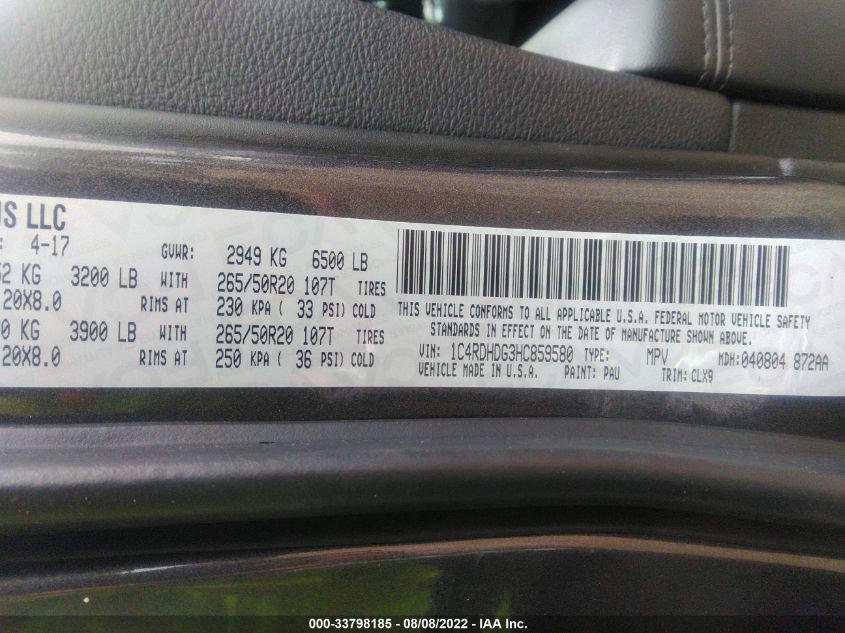 US LLC
: 4-17 GVWR: 2949 KG 6500 LB
52 KG 3200 LB WITH 265/50R20 107T TIRES
20X8.0 RIMS AT 230 KPA ( 33 PSI) COLD
0 KG 3900 LB WITH 265/50R20 107T TIRES
20X8.0 RIMS AT 250 KPA ( 36 PSI) COLD
THIS VEHICLE CONFORMS TO ALL APPLICABLE U.S.A. FEDERAL MOTOR VEHICLE SAFETY
STANDARDS IN EFFECT ON THE DATE OF MANUFACTURE SHOWN ABOVE.
VIN: 1C4RDHDG3HC859580 TYPE: MPV MDH:040804 872AA
VEHICLE MADE IN U.S.A. PAINT: PAU TRIM: CLX9
000-33798185 - 08/08/2022 - IAA Inc.